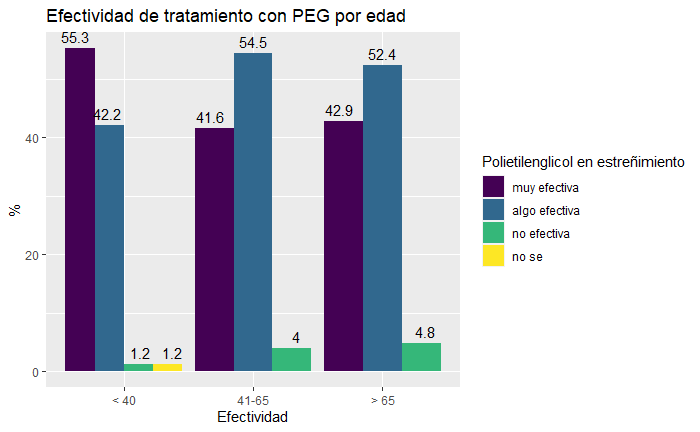 Efectividad de tratamiento con PEG por edad
55.3
54.5
52.4
42.2
41.6
42.9
1.2
1.2
4
4.8
%
40
20
0
< 40
41-65
> 65
Efectividad
Polietilenglicol en estreñimiento
muy efectiva
algo efectiva
no efectiva
no se